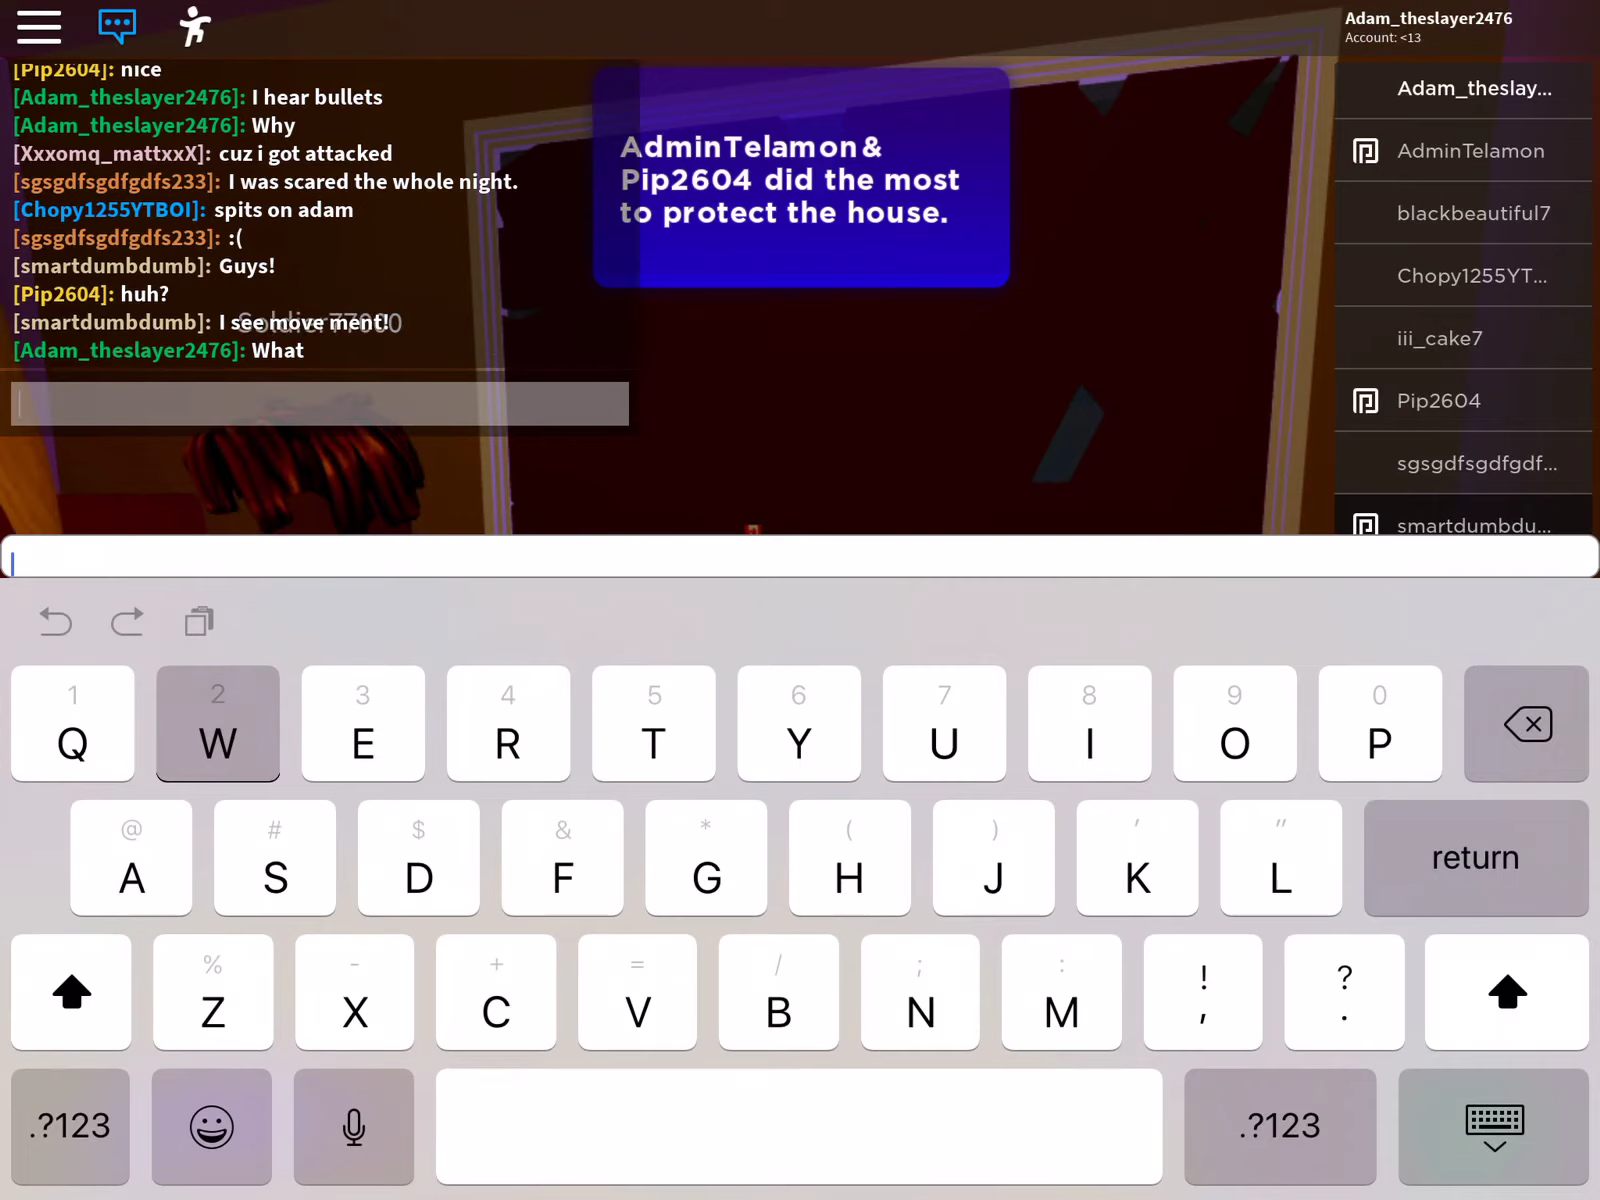 Adam_theslayer2476
Account: <13
[Pip2604]: nice
[Adam_theslayer2476]: I hear bullets
[Adam_theslayer2476]: Why
[Xxxomq_mattxxX]: cuz i got attacked
[sgsgdfsgdfgdfs233]: I was scared the whole night.
[Chopy1255YTBOI]: spits on adam
[sgsgdfsgdfgdfs233]: :(
[smartdumbdumb]: Guys!
[Pip2604]: huh?
[smartdumbdumb]: I see move ment!
Soldier77000
[Adam_theslayer2476]: What
AdminTelamon &
Pip2604 did the most
to protect the house.
Adam_theslay...
AdminTelamon
blackbeautiful7
Chopy1255YT...
iii_cake7
Pip2604
sgsgdfsgdfgdf...
smartdumbdu...
1 2 3 4 5 6 7 8 9 0
Q W E R T Y U I O P
@ # $ & * ( ) ' "
A S D F G H J K L return
% - + = / ; : ! ?
Z X C V B N M , .
.?123 .?123